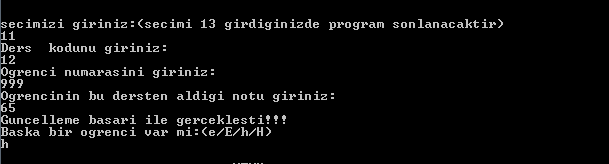 secimizi giriniz:(secimi 13 girdiginizde program sonlanacaktir)
11
Ders  kodunu giriniz:
12
Ogrenci numarasini giriniz:
999
Ogrencinin bu dersten aldigi notu giriniz:
65
Guncelleme basari ile gerceklesti!!!
Baska bir ogrenci var mi:(e/E/h/H)
h